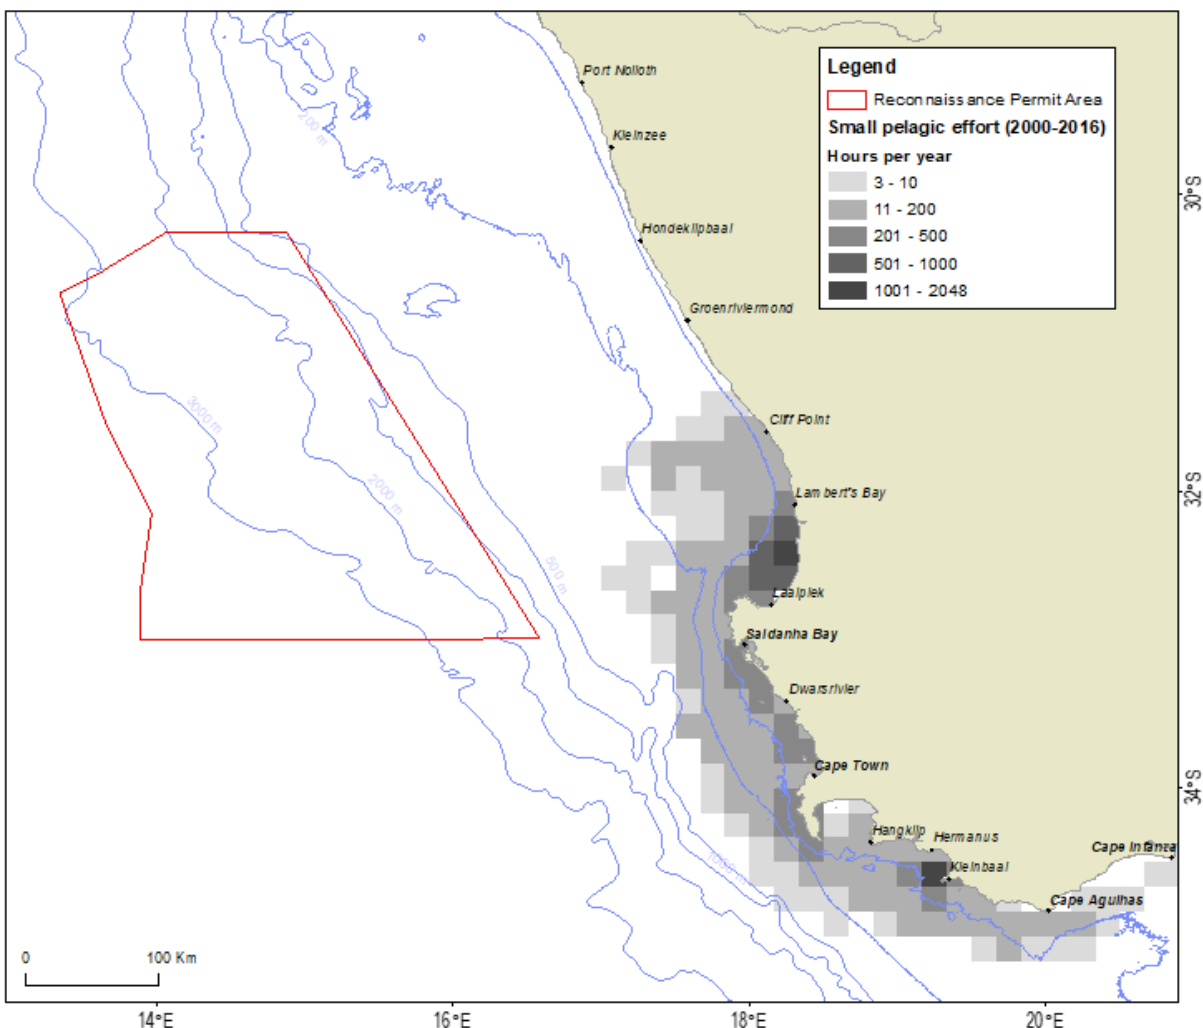 Port Nolloth
Legend
Reconnaissance Permit Area
Small pelagic effort (2000-2016)
Hours per year
3 - 10
11 - 200
201 - 500
501 - 1000
1001 - 2048
200 m
Kleinzee
30°S
Hondeklipbaai
Groenriviermond
3000 m
Cliff Point
2000 m
Lambert's Bay
32°S
500 m
Laaiplek
Saldanha Bay
Dwarsrivier
Cape Town
34°S
Hangklip
Hermanus
Cape Infanta
1000 m
Kleinbaai
Cape Agulhas
0
100 Km
14°E
16°E
18°E
20°E